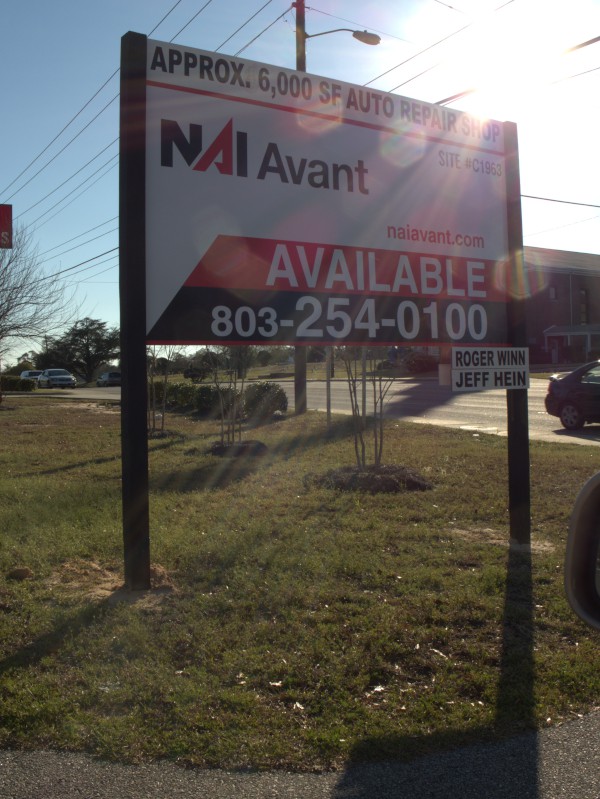 APPROX. 6,000 SF AUTO REPAIR SHOP
NAI Avant
SITE #C1963
naiavant.com
AVAILABLE
803-254-0100
ROGER WINN
JEFF HEIN